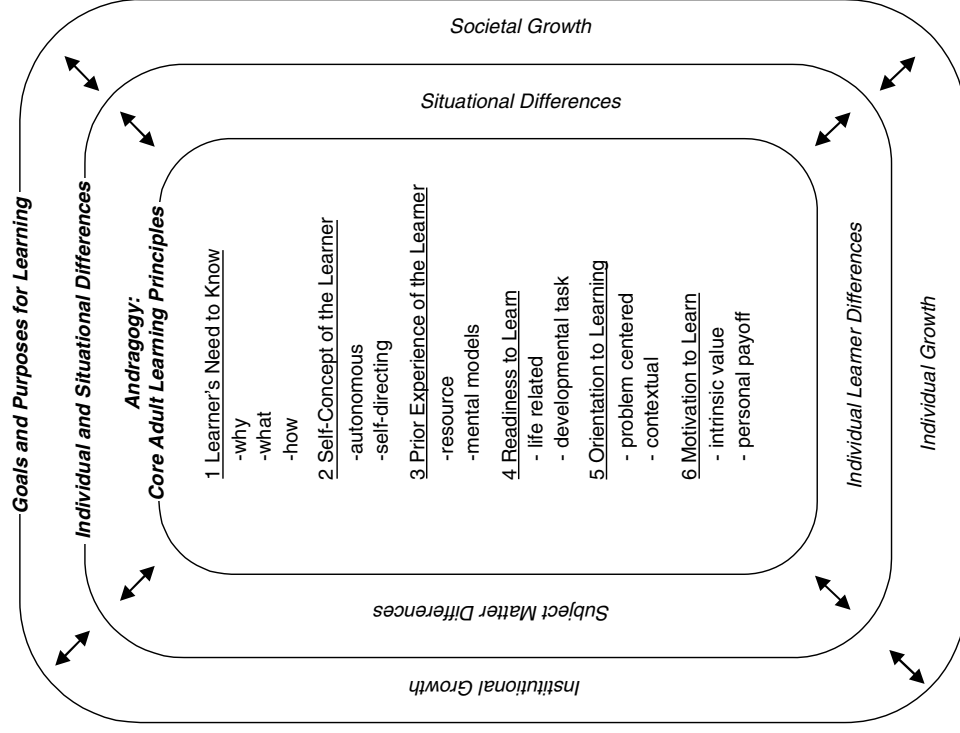 Goals and Purposes for Learning
Individual and Situational Differences
Andragogy:
Core Adult Learning Principles
1 Learner's Need to Know
-why
-what
-how
2 Self-Concept of the Learner
-autonomous
-self-directing
3 Prior Experience of the Learner
-resource
-mental models
4 Readiness to Learn
- life related
- developmental task
5 Orientation to Learning
- problem centered
- contextual
6 Motivation to Learn
- intrinsic value
- personal payoff
Institutional Growth
Subject Matter Differences
Situational Differences
Societal Growth
Individual Learner Differences
Individual Growth